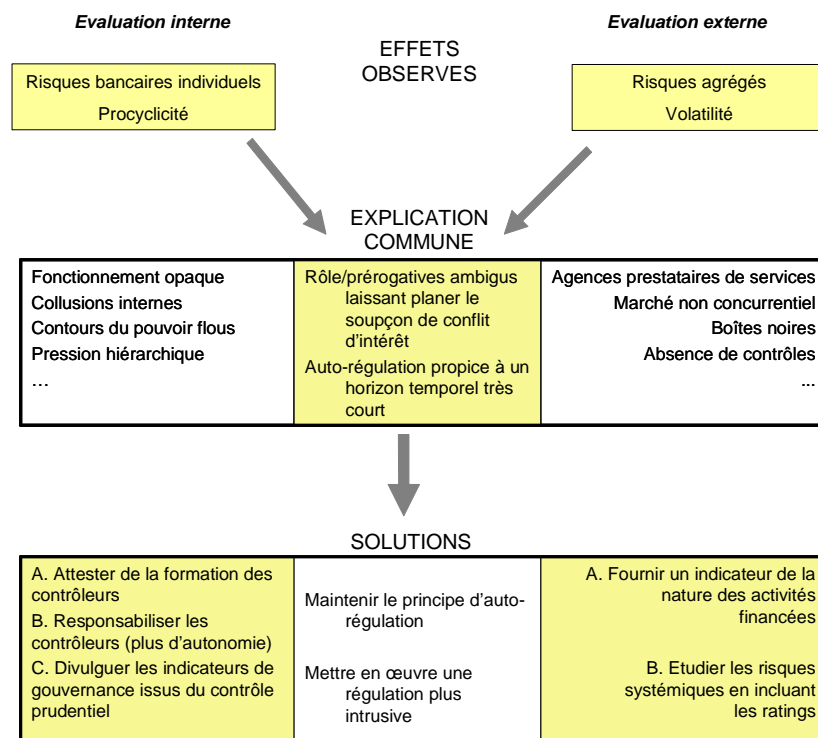 Evaluation interne
Evaluation externe
EFFETS
OBSERVES
Risques bancaires individuels
Procyclicité
Risques agrégés
Volatilité
EXPLICATION
COMMUNE
Fonctionnement opaque
Collusions internes
Contours du pouvoir flous
Pression hiérarchique
…
Rôle/prérogatives ambigus
laissant planer le
soupçon de conflit
d’intérêt
Auto-régulation propice à un
horizon temporel très
court
Agences prestataires de services
Marché non concurrentiel
Boîtes noires
Absence de contrôles
...
SOLUTIONS
A. Attester de la formation des
contrôleurs
B. Responsabiliser les
contrôleurs (plus d’autonomie)
C. Divulguer les indicateurs de
gouvernance issus du contrôle
prudentiel
Maintenir le principe d’auto-
régulation
Mettre en œuvre une
régulation plus
intrusive
A. Fournir un indicateur de la
nature des activités
financées
B. Etudier les risques
systémiques en incluant
les ratings